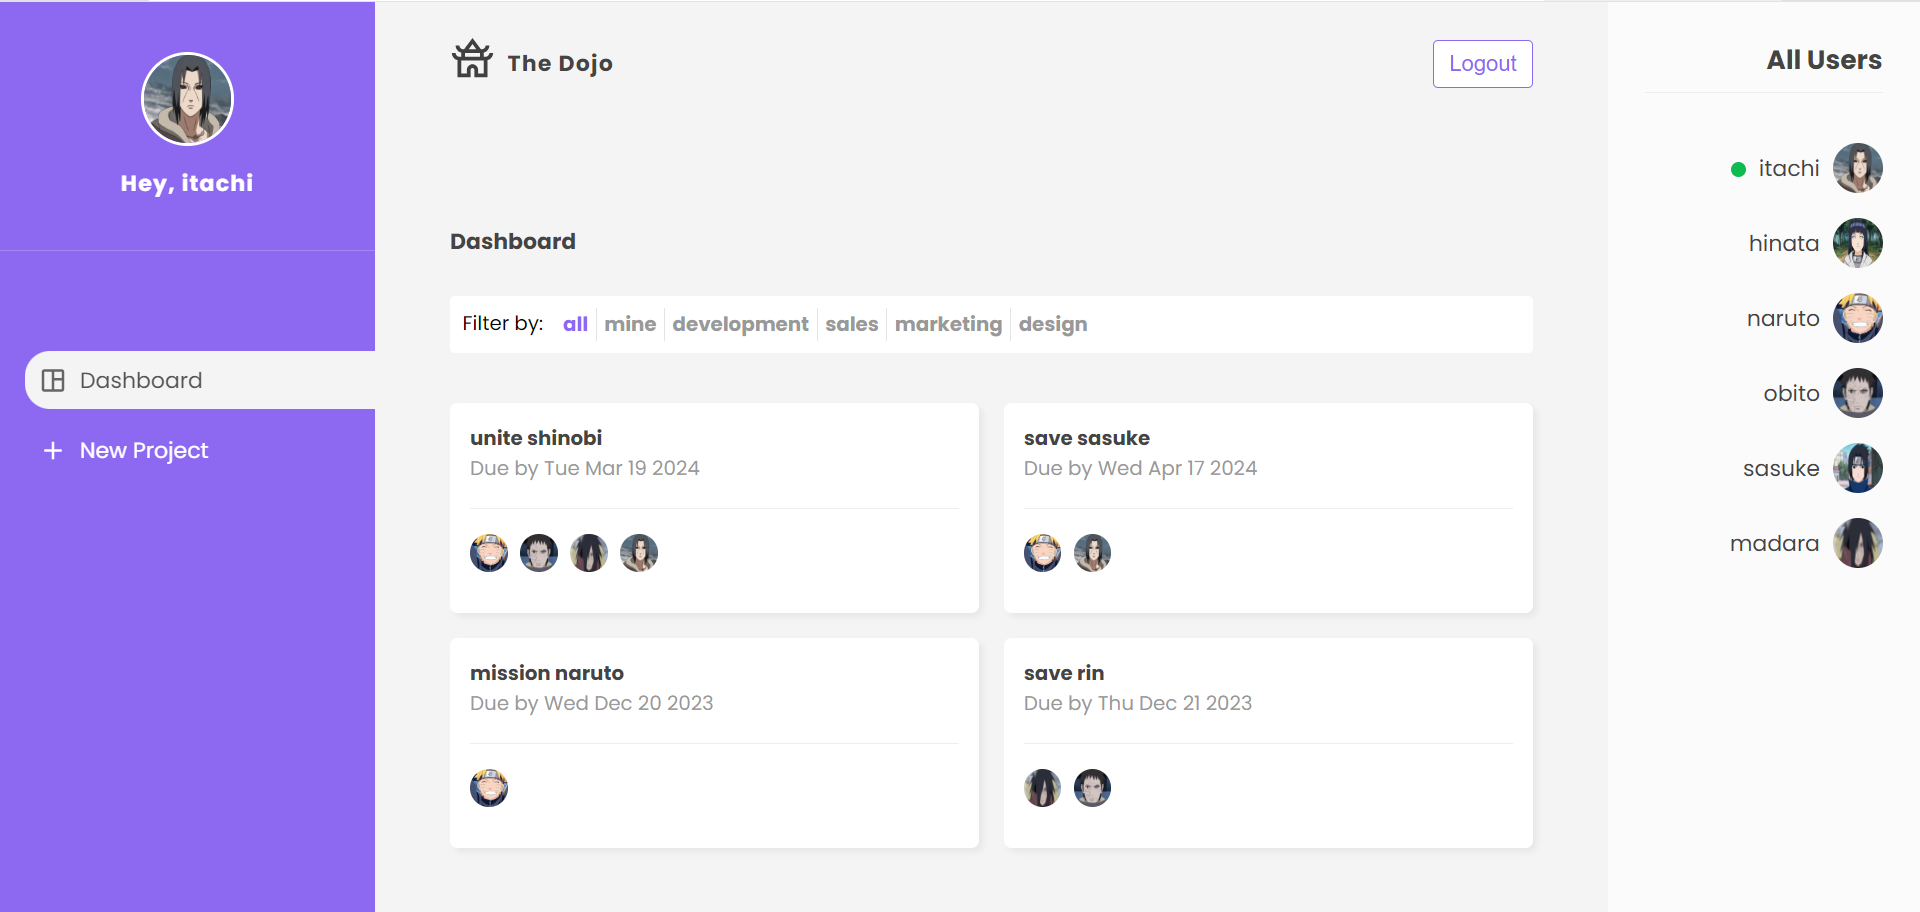 Hey, itachi
Dashboard
New Project
The Dojo
Logout
Dashboard
Filter by: all mine development sales marketing design
unite shinobi
Due by Tue Mar 19 2024
save sasuke
Due by Wed Apr 17 2024
mission naruto
Due by Wed Dec 20 2023
save rin
Due by Thu Dec 21 2023
All Users
itachi
hinata
naruto
obito
sasuke
madara